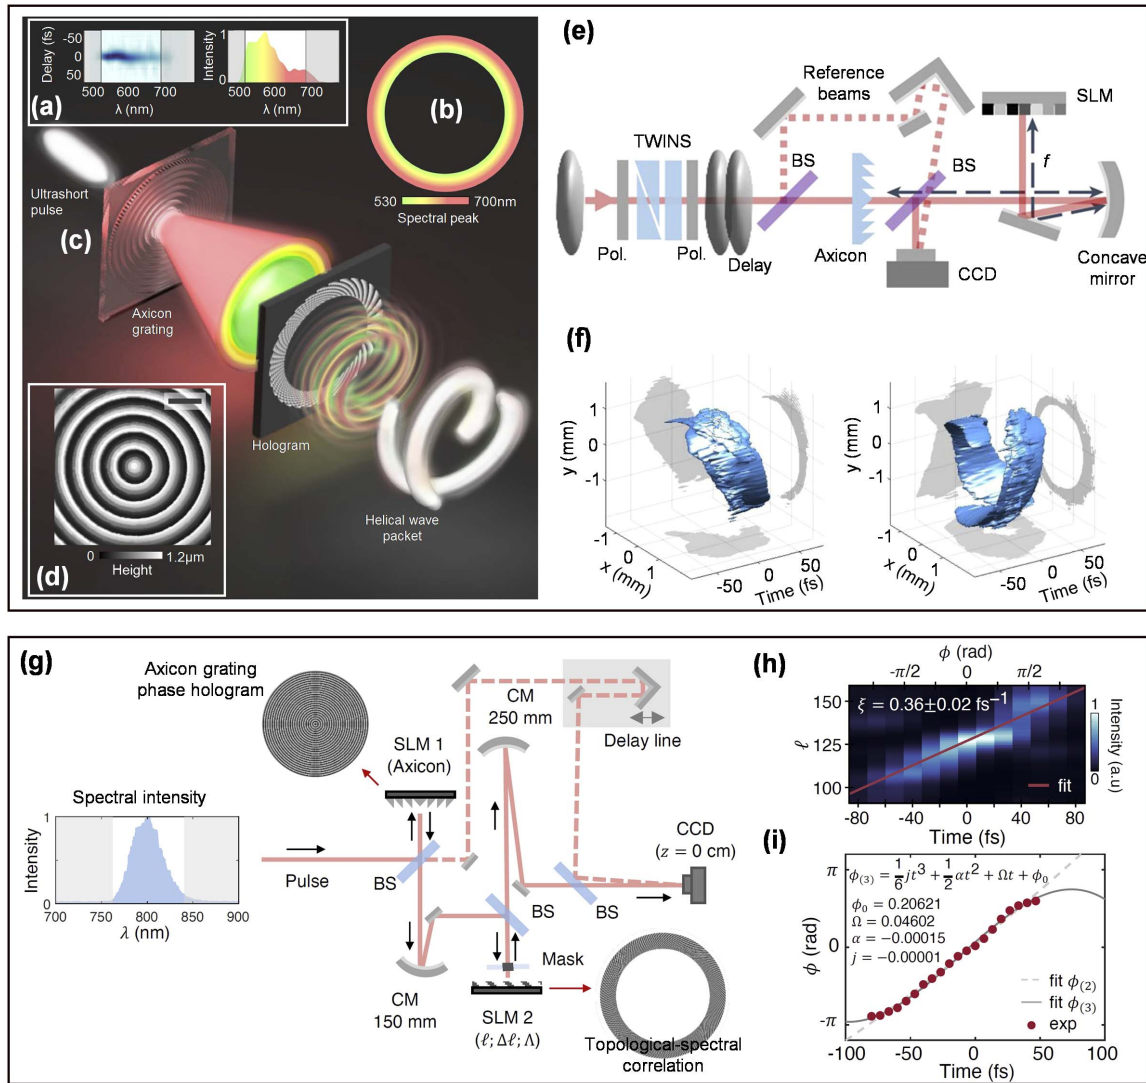 (a)
Delay (fs)
-50
0
50
500 600 700
λ (nm)
Intensity
1
0
500 600 700
λ (nm)
(b)
530 700nm
Spectral peak
Ultrashort
pulse
(c)
Axicon
grating
Hologram
Helical wave
packet
0 1.2μm
Height
(d)
(e)
Reference
beams
SLM
TWINS
BS
BS
f
Pol.
Pol.
Delay
Axicon
CCD
Concave
mirror
(f)
y (mm)
1
0
-1
-1
0
1
x (mm)
-50
0
50
Time (fs)
y (mm)
1
0
-1
-1
0
1
x (mm)
-50
0
50
Time (fs)
(g)
Axicon grating
phase hologram
SLM 1
(Axicon)
CM
250 mm
Delay line
Spectral intensity
Intensity
1
0
700 800 900
λ (nm)
Pulse
BS
CCD
(z = 0 cm)
BS
BS
Mask
CM
150 mm
SLM 2
(ℓ; Δℓ; Λ)
Topological-spectral
correlation
(h)
ϕ (rad)
-π/2 0 π/2
ξ = 0.36±0.02 fs⁻¹
ℓ
150
125
100
fit
-80 -40 0 40 80
Time (fs)
1
0
Intensity (a.u)
(i)
ϕ₍₃₎ = 1/6 jt³ + 1/2 αt² + Ωt + ϕ₀
ϕ₀ = 0.20621
Ω = 0.04602
α = −0.00015
j = −0.00001
ϕ (rad)
π
0
-π
fit ϕ₍₂₎
fit ϕ₍₃₎
exp
-100 -50 0 50 100
Time (fs)